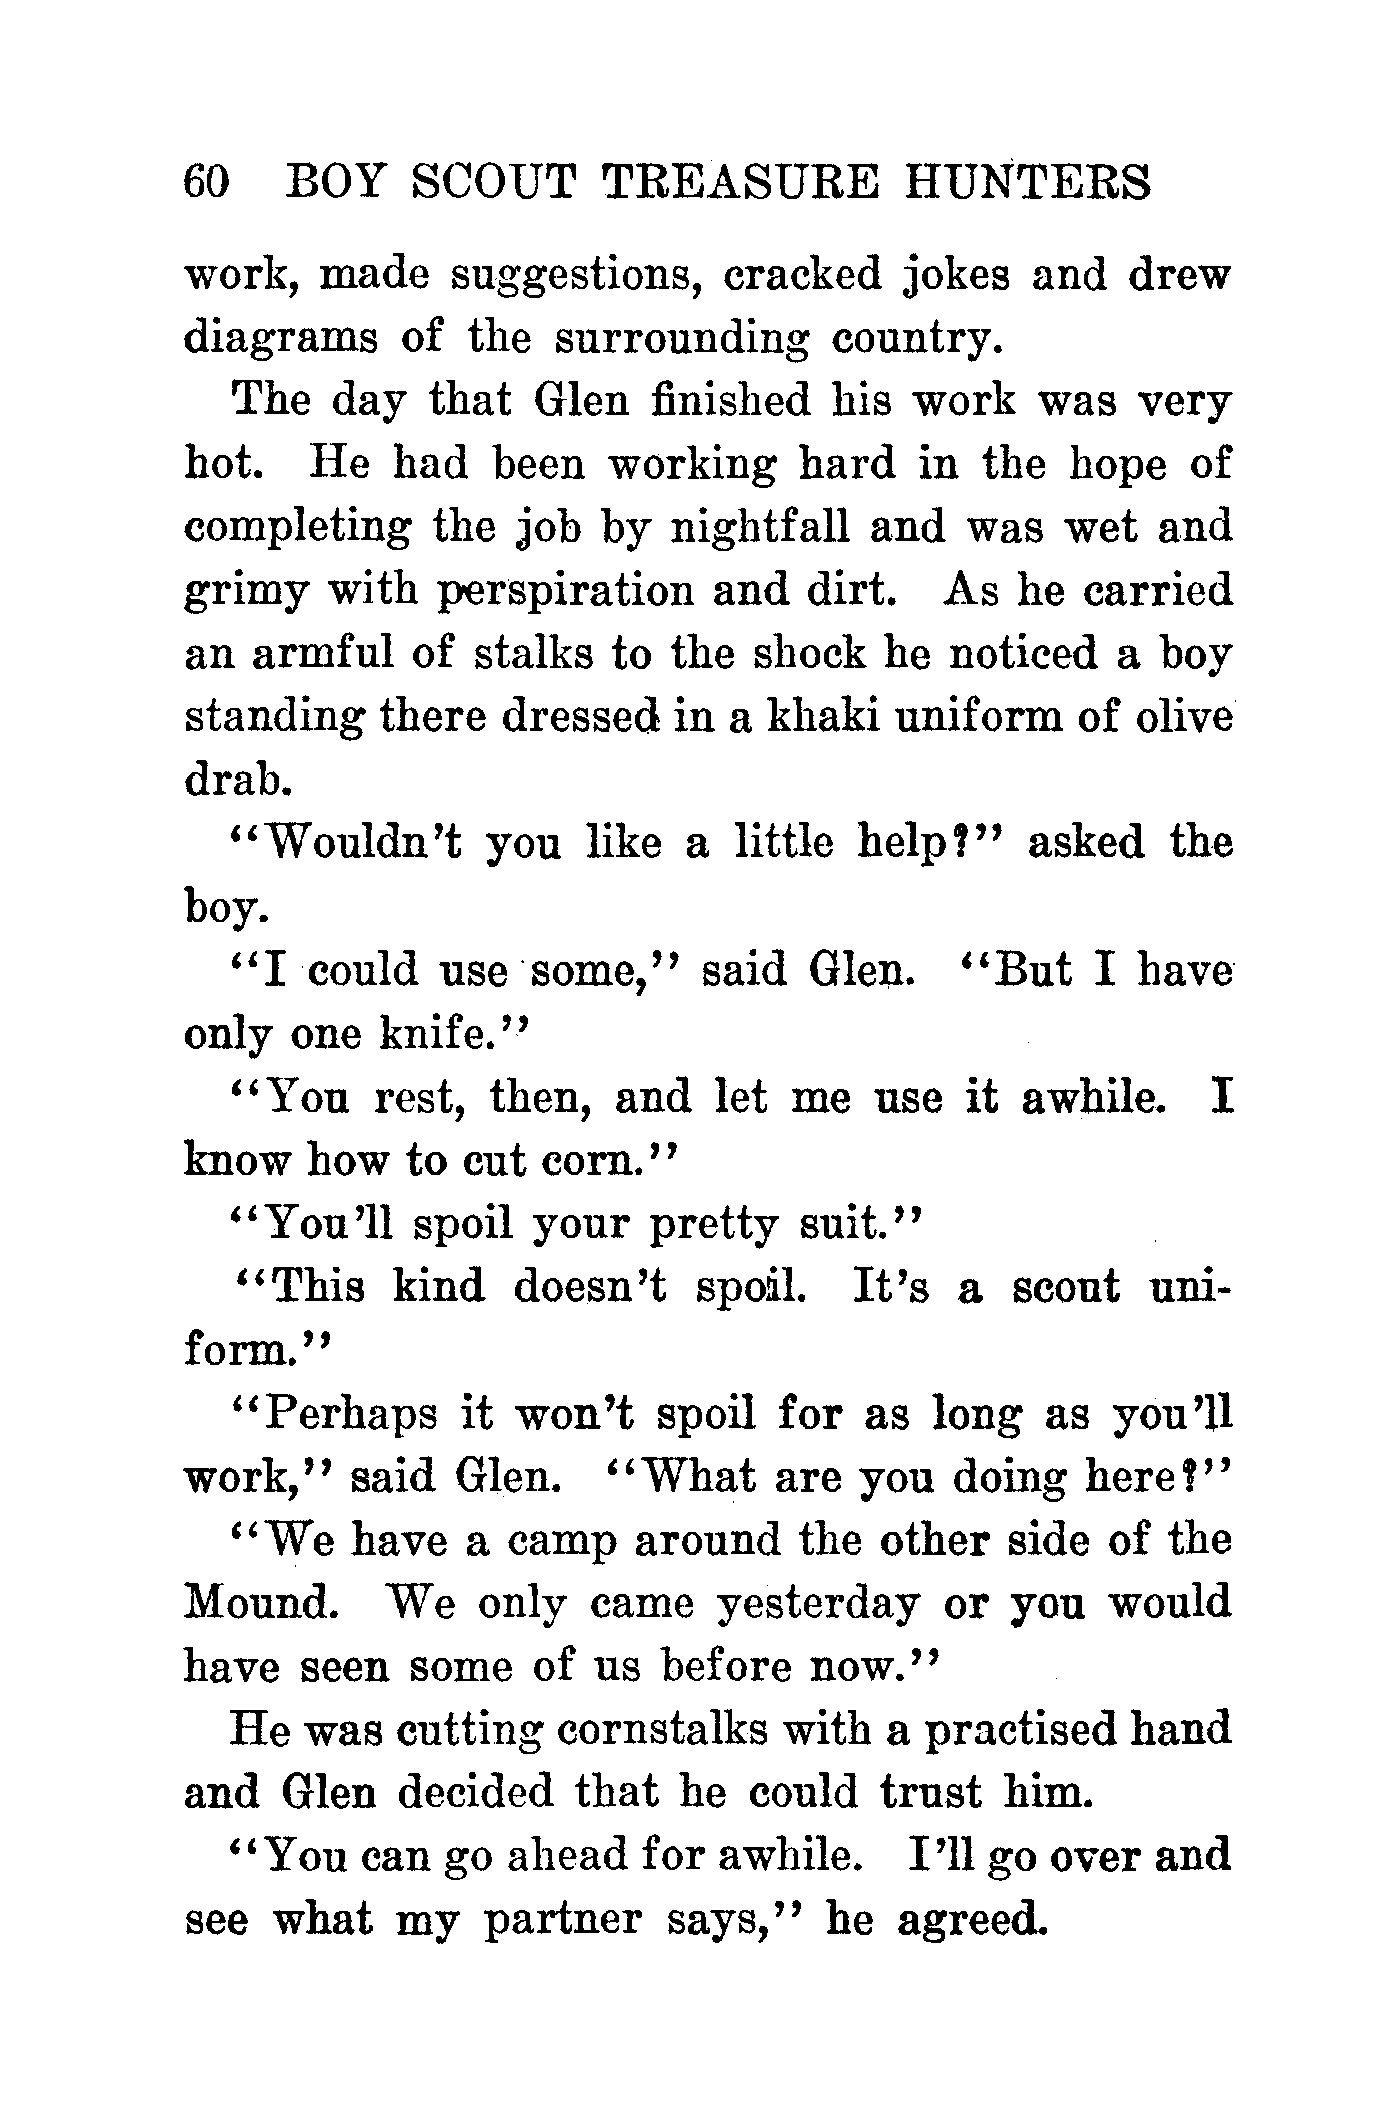 60 BOY SCOUT TREASURE HUNTERS
work, made suggestions, cracked jokes and drew
diagrams of the surrounding country.
The day that Glen finished his work was very
hot. He had been working hard in the hope of
completing the job by nightfall and was wet and
grimy with perspiration and dirt. As he carried
an armful of stalks to the shock he noticed a boy
standing there dressed in a khaki uniform of olive
drab.
"Wouldn't you like a little help?" asked the
boy.
"I could use some," said Glen. "But I have
only one knife."
"You rest, then, and let me use it awhile. I
know how to cut corn."
"You'll spoil your pretty suit."
"This kind doesn't spoil. It's a scout uni-
form."
"Perhaps it won't spoil for as long as you'll
work," said Glen. "What are you doing here?"
"We have a camp around the other side of the
Mound. We only came yesterday or you would
have seen some of us before now."
He was cutting cornstalks with a practised hand
and Glen decided that he could trust him.
"You can go ahead for awhile. I'll go over and
see what my partner says," he agreed.